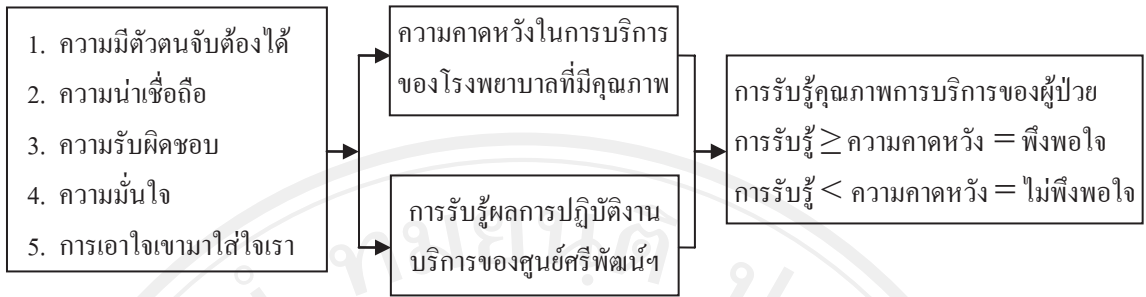 1. ความมีตัวตนจับต้องได้
2. ความน่าเชื่อถือ
3. ความรับผิดชอบ
4. ความมั่นใจ
5. การเอาใจเขามาใส่ใจเรา
ความคาดหวังในการบริการ
ของโรงพยาบาลที่มีคุณภาพ
การรับรู้ผลการปฏิบัติงาน
บริการของศูนย์ศรีพัฒน์ฯ
การรับรู้คุณภาพการบริการของผู้ป่วย
การรับรู้ ≥ ความคาดหวัง = พึงพอใจ
การรับรู้ < ความคาดหวัง = ไม่พึงพอใจ